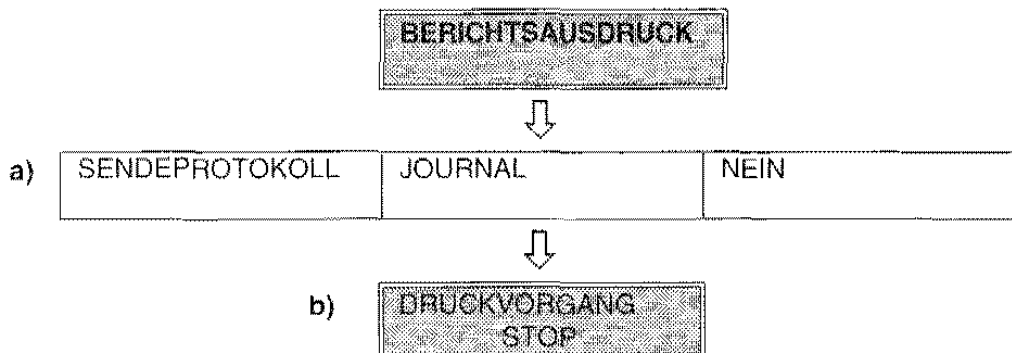 BERICHTSAUSDRUCK
a) SENDEPROTOKOLL JOURNAL NEIN
b) DRUCKVORGANG
STOP